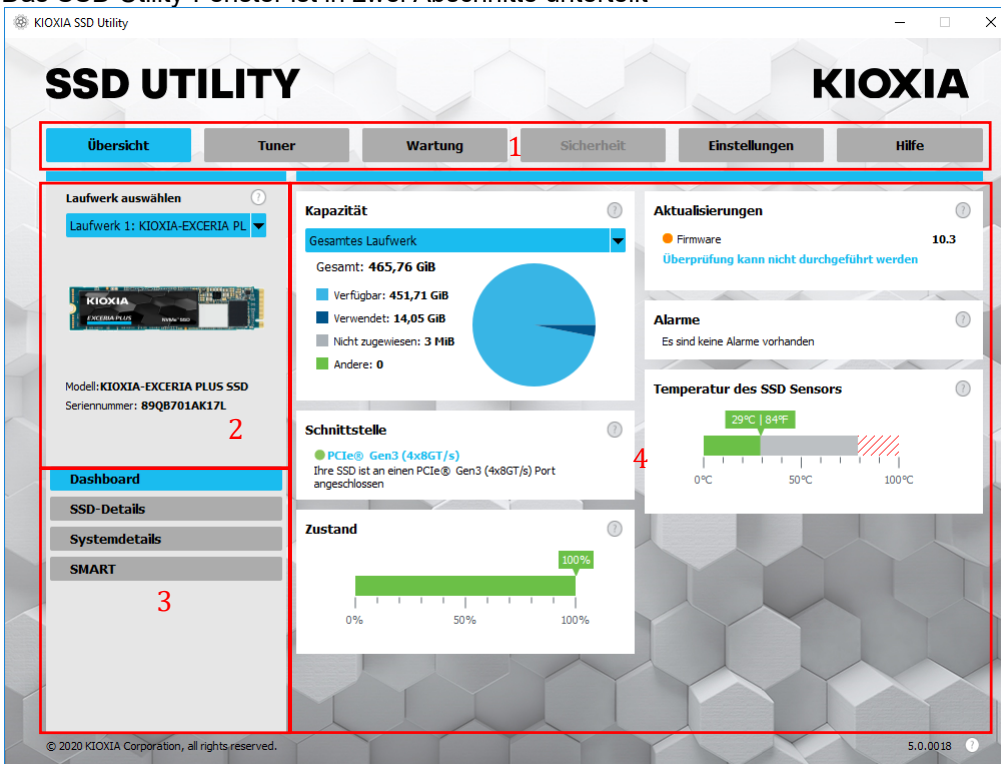 Das SSD Utility-Fenster ist in zwei Abschnitte unterteilt
KIOXIA SSD Utility
SSD UTILITY
KIOXIA
Übersicht
Tuner
Wartung
1
Sicherheit
Einstellungen
Hilfe
Laufwerk auswählen
?
Laufwerk 1: KIOXIA-EXCERIA PL
KIOXIA
EXCERIA PLUS
NVMe™ SSD
Modell:KIOXIA-EXCERIA PLUS SSD
Seriennummer: 89QB701AK17L
2
Dashboard
SSD-Details
Systemdetails
SMART
3
Kapazität
?
Gesamtes Laufwerk
Gesamt: 465,76 GiB
Verfügbar: 451,71 GiB
Verwendet: 14,05 GiB
Nicht zugewiesen: 3 MiB
Andere: 0
Schnittstelle
?
PCIe® Gen3 (4x8GT/s)
Ihre SSD ist an einen PCIe® Gen3 (4x8GT/s) Port
angeschlossen
Zustand
?
100%
0%
50%
100%
4
Aktualisierungen
?
Firmware
10.3
Überprüfung kann nicht durchgeführt werden
Alarme
?
Es sind keine Alarme vorhanden
Temperatur des SSD Sensors
?
29°C | 84°F
0°C
50°C
100°C
© 2020 KIOXIA Corporation, all rights reserved.
5.0.0018
?